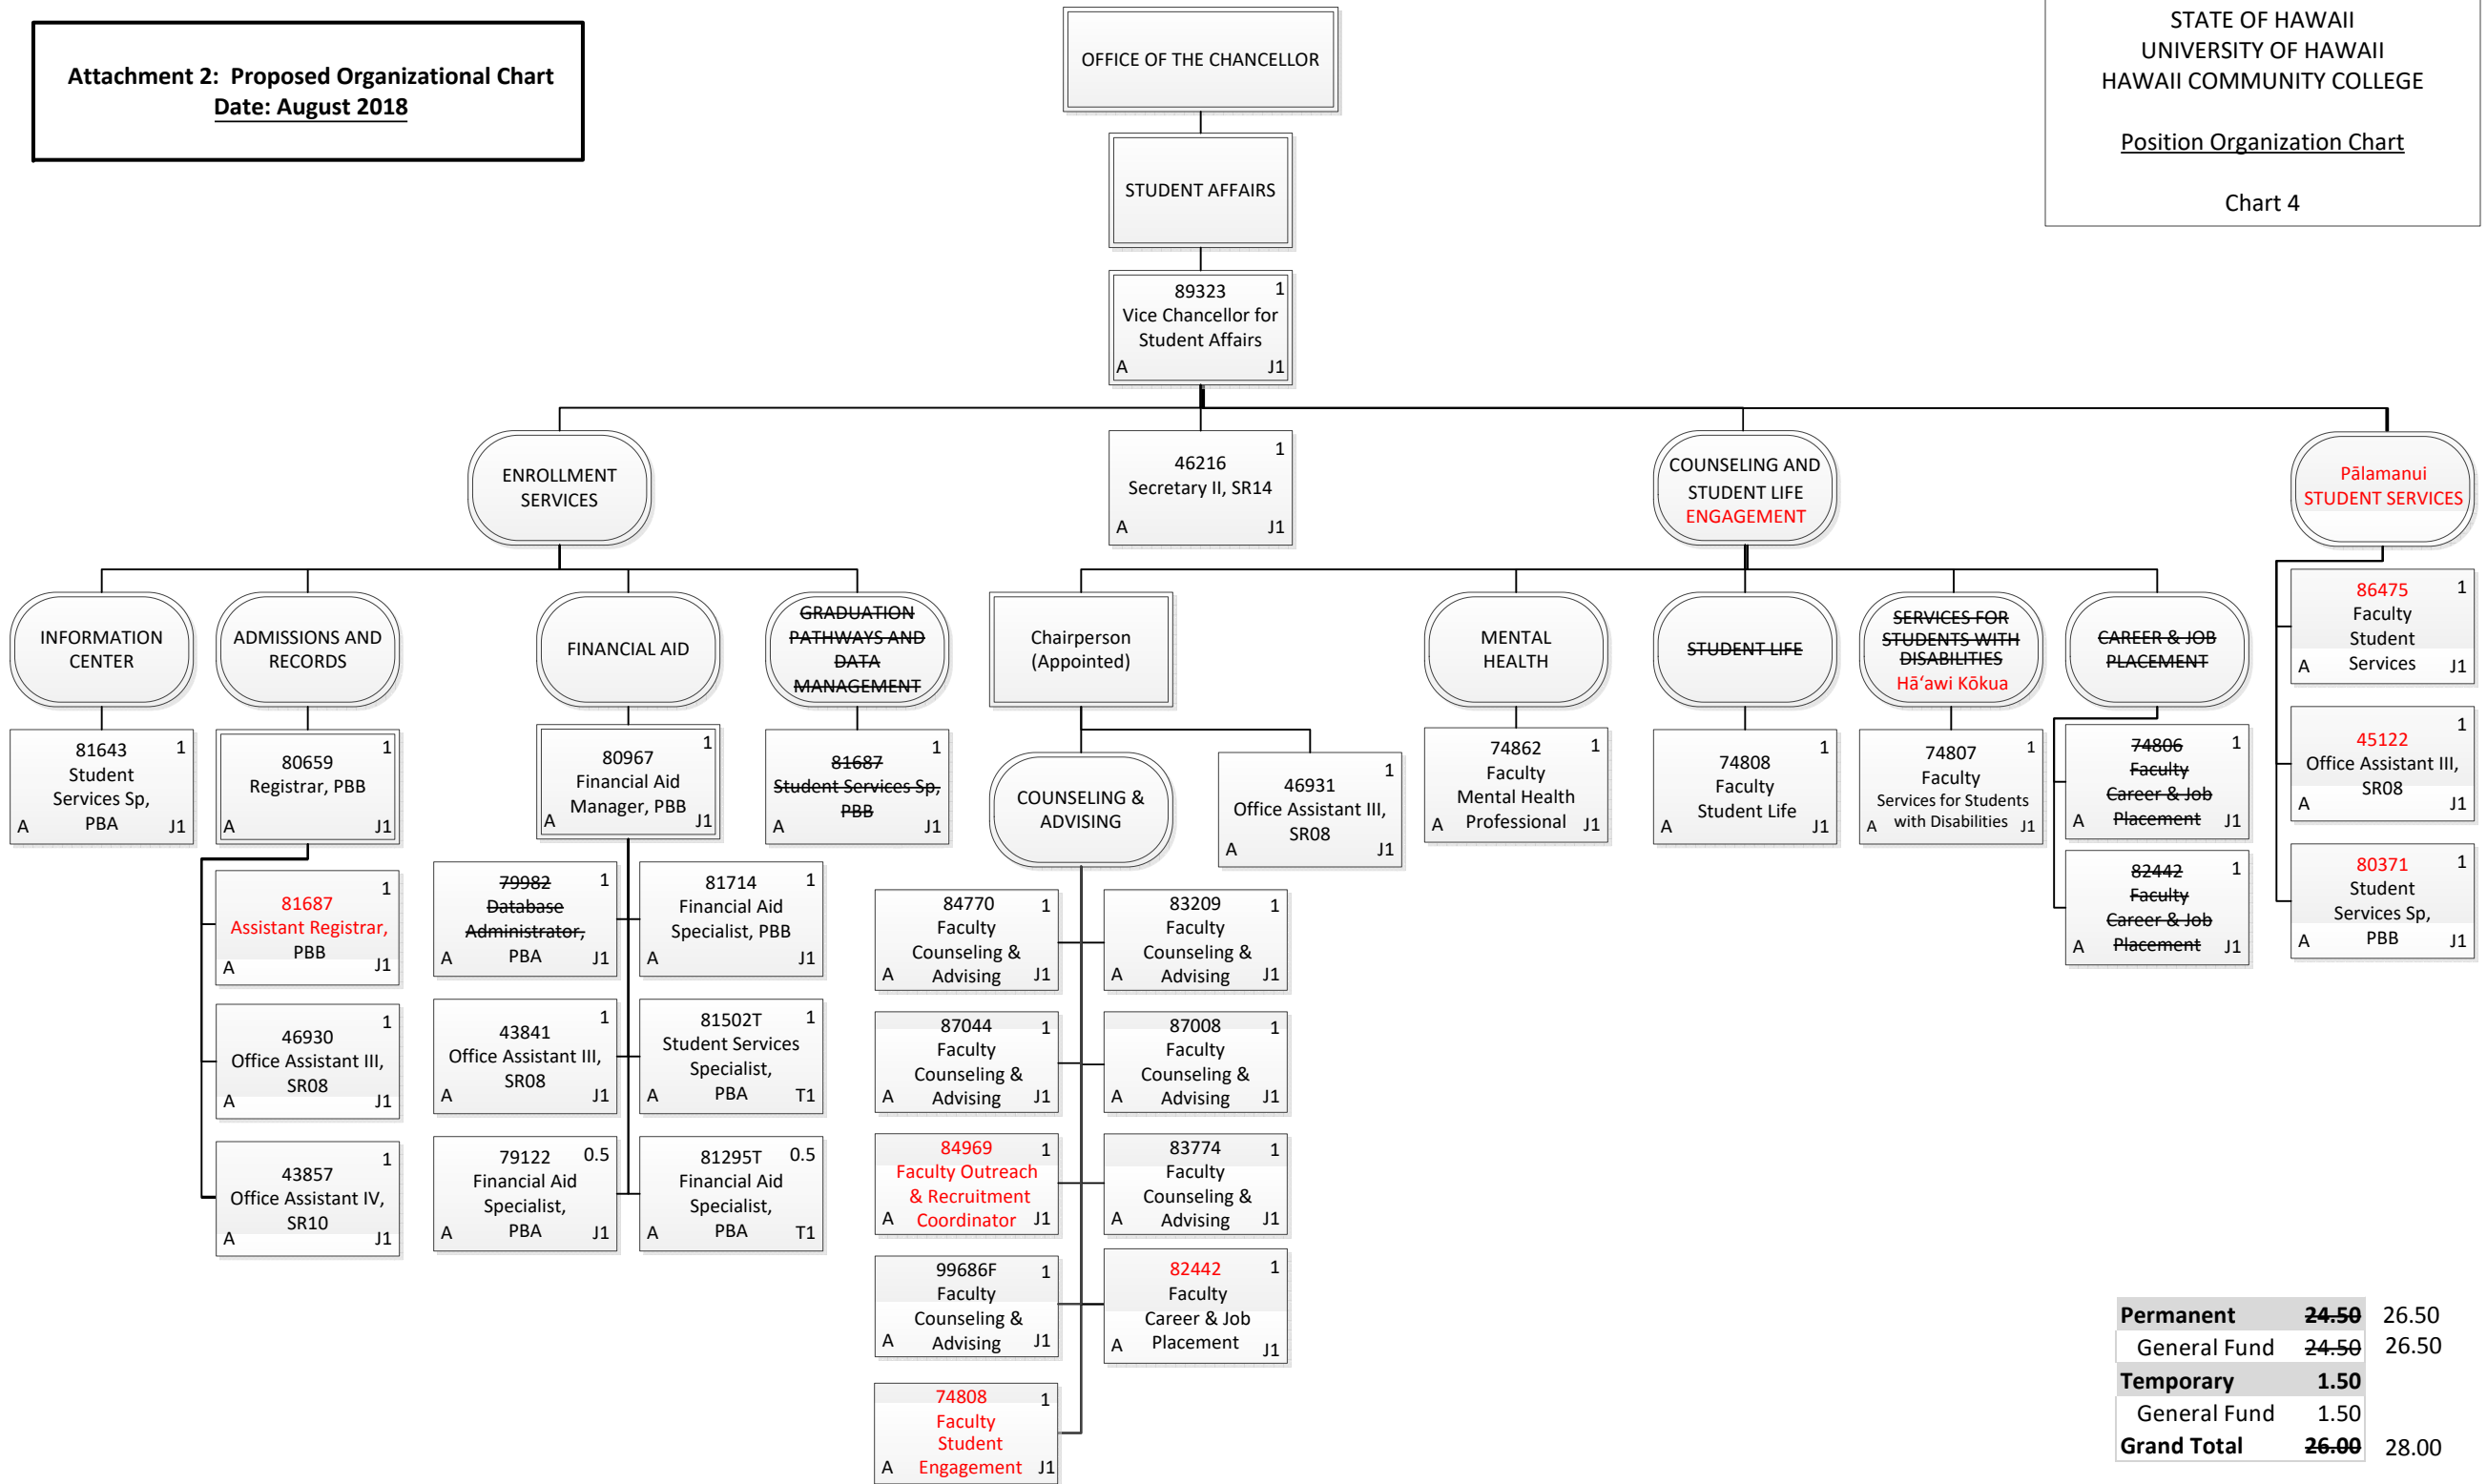 Attachment 2: Proposed Organizational Chart
Date: August 2018
OFFICE OF THE CHANCELLOR
STATE OF HAWAII
UNIVERSITY OF HAWAII
HAWAII COMMUNITY COLLEGE
Position Organization Chart
Chart 4
STUDENT AFFAIRS
89323 1
Vice Chancellor for
Student Affairs
A J1
ENROLLMENT
SERVICES
46216 1
Secretary II, SR14
A J1
COUNSELING AND
STUDENT LIFE
ENGAGEMENT
Pālamanui
STUDENT SERVICES
INFORMATION
CENTER
ADMISSIONS AND
RECORDS
FINANCIAL AID
GRADUATION
PATHWAYS AND
DATA
MANAGEMENT
Chairperson
(Appointed)
MENTAL
HEALTH
STUDENT LIFE
SERVICES FOR
STUDENTS WITH
DISABILITIES
Hā‘awi Kōkua
CAREER & JOB
PLACEMENT
86475 1
Faculty
Student
Services
A J1
81643 1
Student
Services Sp,
PBA
A J1
80659 1
Registrar, PBB
A J1
80967 1
Financial Aid
Manager, PBB
A J1
81687 1
Student Services Sp,
PBB
A J1
COUNSELING &
ADVISING
46931 1
Office Assistant III,
SR08
A J1
74862 1
Faculty
Mental Health
Professional
A J1
74808 1
Faculty
Student Life
A J1
74807 1
Faculty
Services for Students
with Disabilities
A J1
74806 1
Faculty
Career & Job
Placement
A J1
82442 1
Faculty
Career & Job
Placement
A J1
45122 1
Office Assistant III,
SR08
A J1
80371 1
Student
Services Sp,
PBB
A J1
81687 1
Assistant Registrar,
PBB
A J1
46930 1
Office Assistant III,
SR08
A J1
43857 1
Office Assistant IV,
SR10
A J1
79982 1
Database
Administrator,
PBA
A J1
81714 1
Financial Aid
Specialist, PBB
A J1
43841 1
Office Assistant III,
SR08
A J1
81502T 1
Student Services
Specialist,
PBA
A T1
79122 0.5
Financial Aid
Specialist,
PBA
A J1
81295T 0.5
Financial Aid
Specialist,
PBA
A T1
84770 1
Faculty
Counseling &
Advising
A J1
83209 1
Faculty
Counseling &
Advising
A J1
87044 1
Faculty
Counseling &
Advising
A J1
87008 1
Faculty
Counseling &
Advising
A J1
84969 1
Faculty Outreach
& Recruitment
Coordinator
A J1
83774 1
Faculty
Counseling &
Advising
A J1
99686F 1
Faculty
Counseling &
Advising
A J1
82442 1
Faculty
Career & Job
Placement
A J1
74808 1
Faculty
Student
Engagement
A J1
Permanent 24.50 26.50
General Fund 24.50 26.50
Temporary 1.50
General Fund 1.50
Grand Total 26.00 28.00